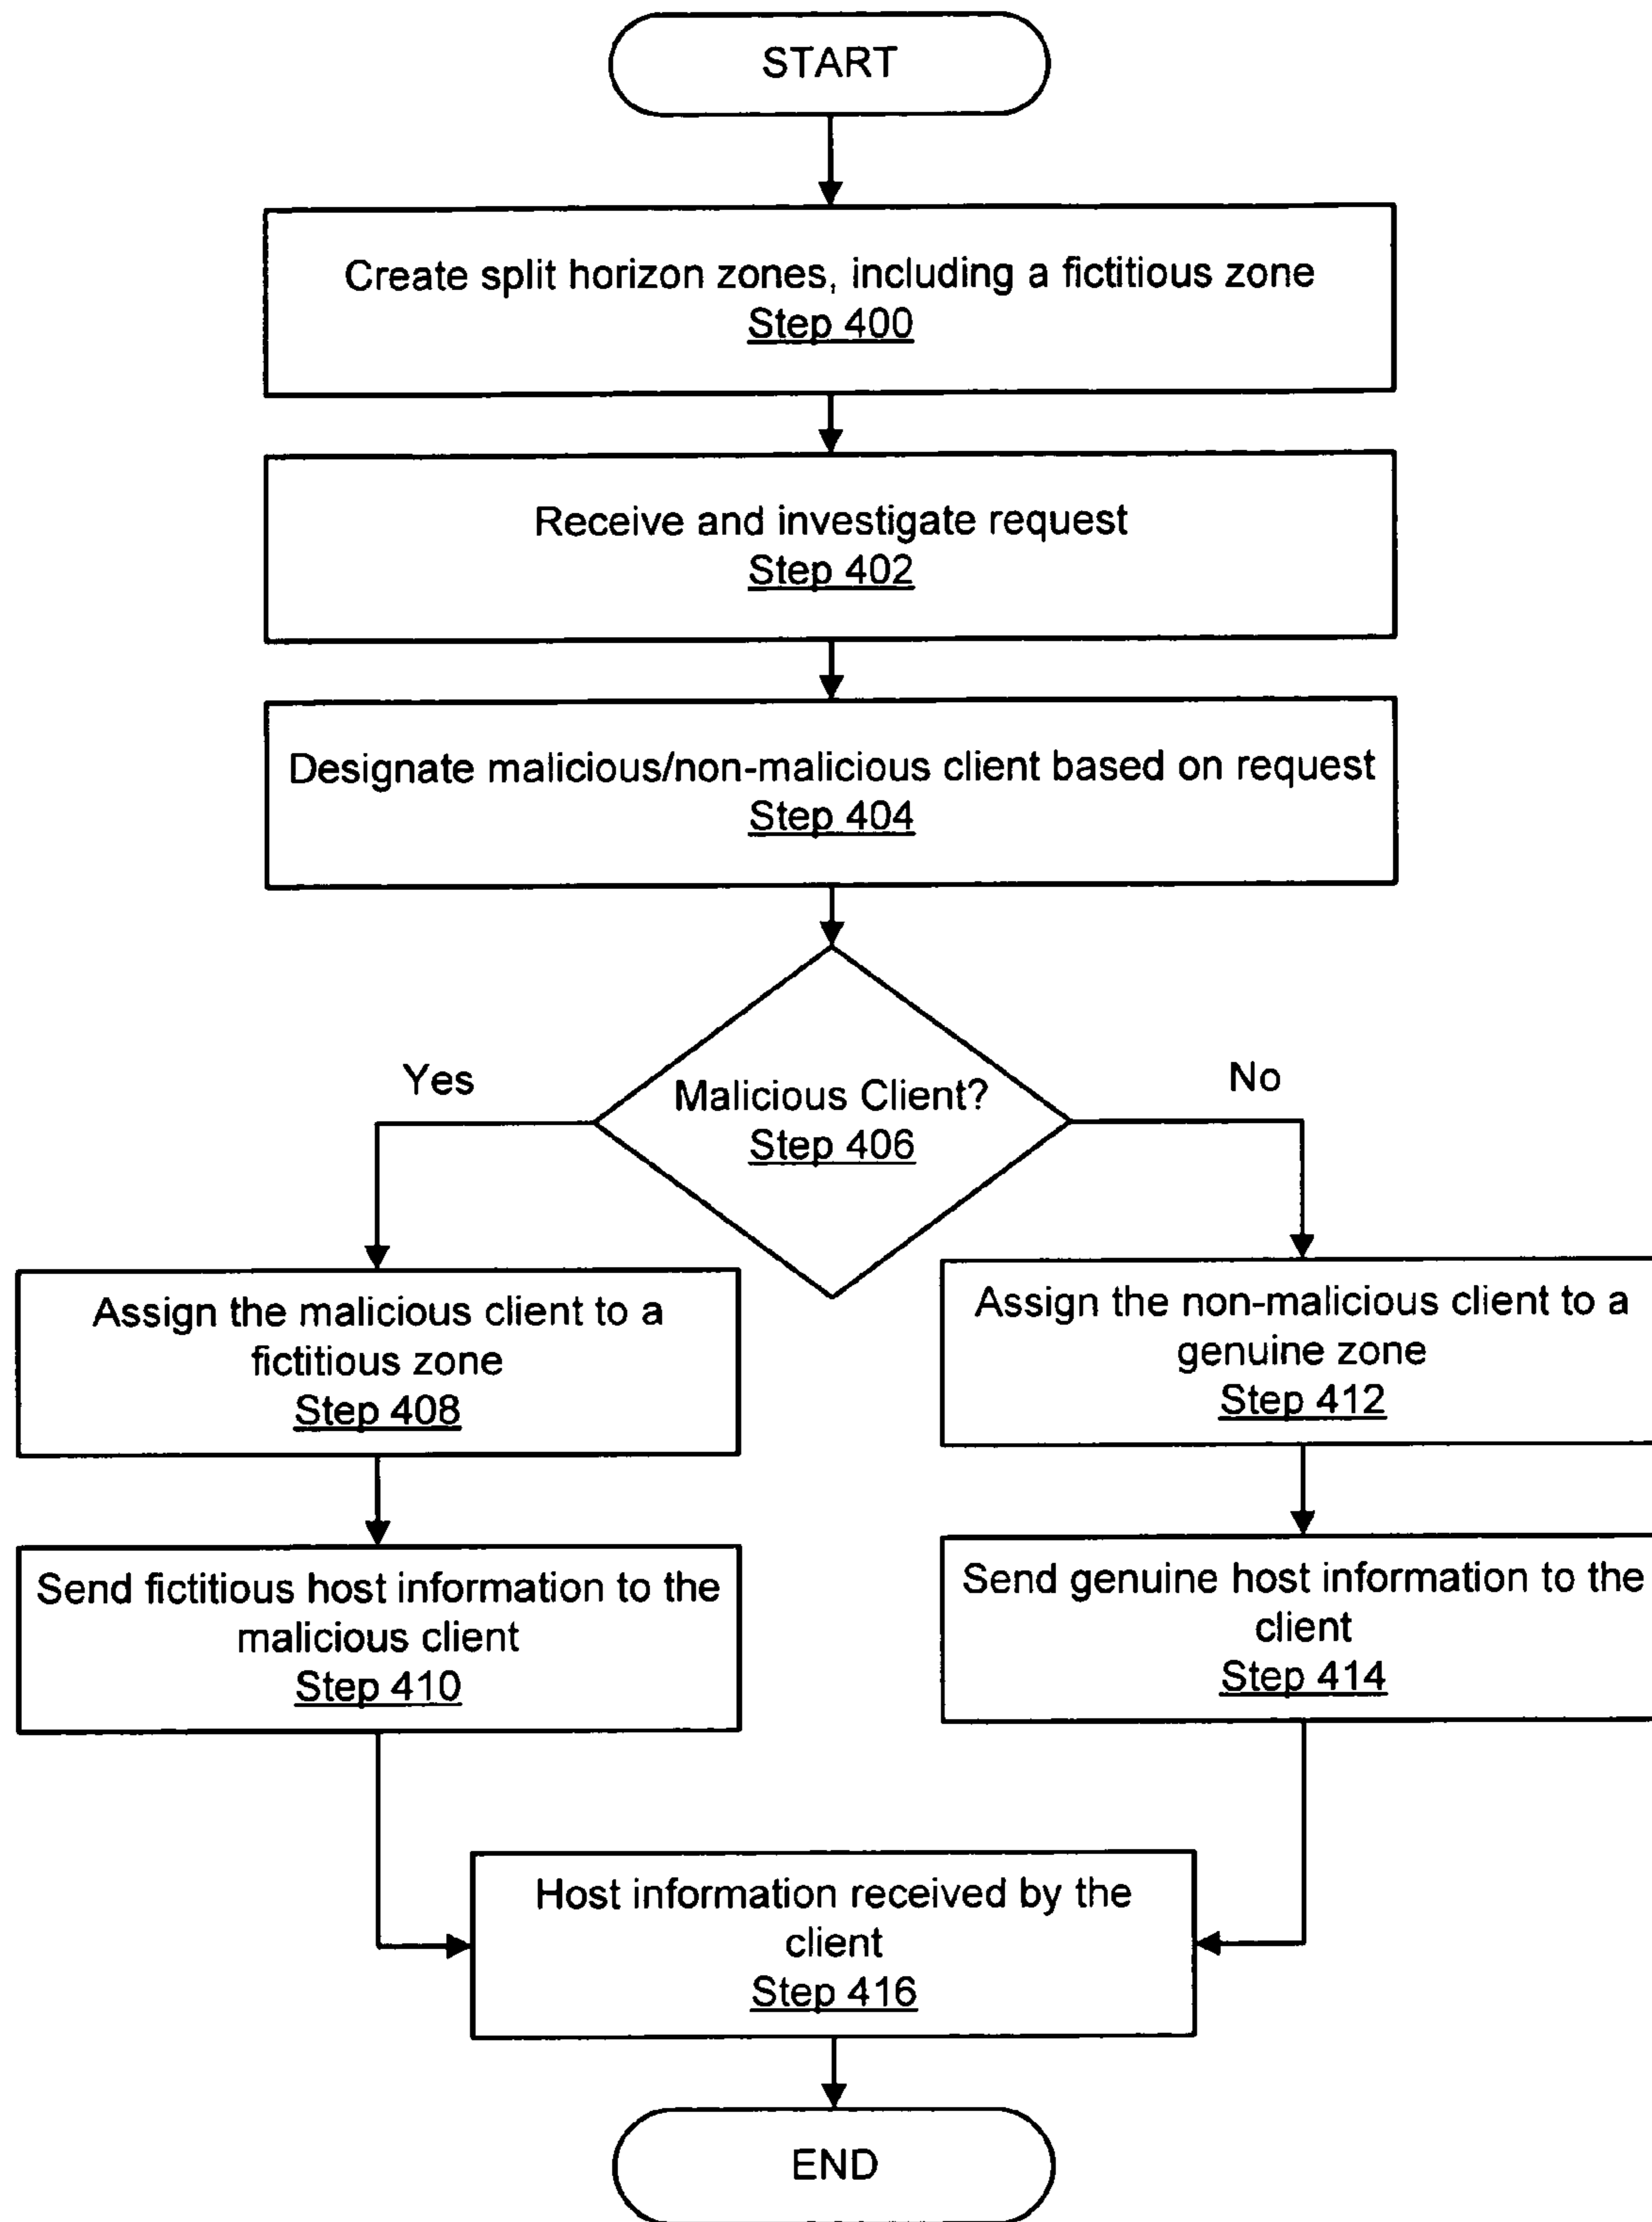 START
Create split horizon zones, including a fictitious zone
Step 400
Receive and investigate request
Step 402
Designate malicious/non-malicious client based on request
Step 404
Malicious Client?
Step 406
Yes
No
Assign the malicious client to a
fictitious zone
Step 408
Send fictitious host information to the
malicious client
Step 410
Assign the non-malicious client to a
genuine zone
Step 412
Send genuine host information to the
client
Step 414
Host information received by the
client
Step 416
END